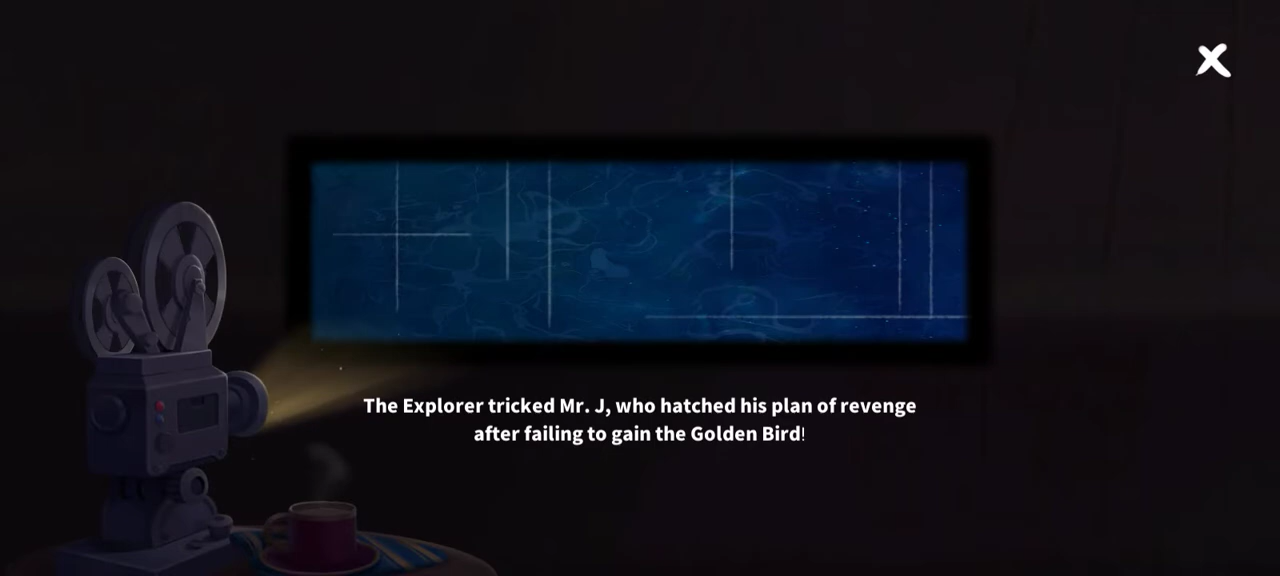 The Explorer tricked Mr. J, who hatched his plan of revenge
after failing to gain the Golden Bird!